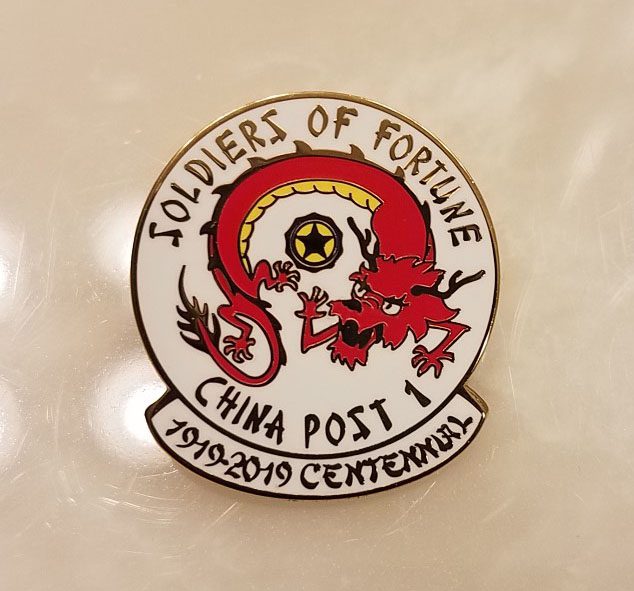 SOLDIERS OF FORTUNE
CHINA POST 1
1919-2019 CENTENNIAL